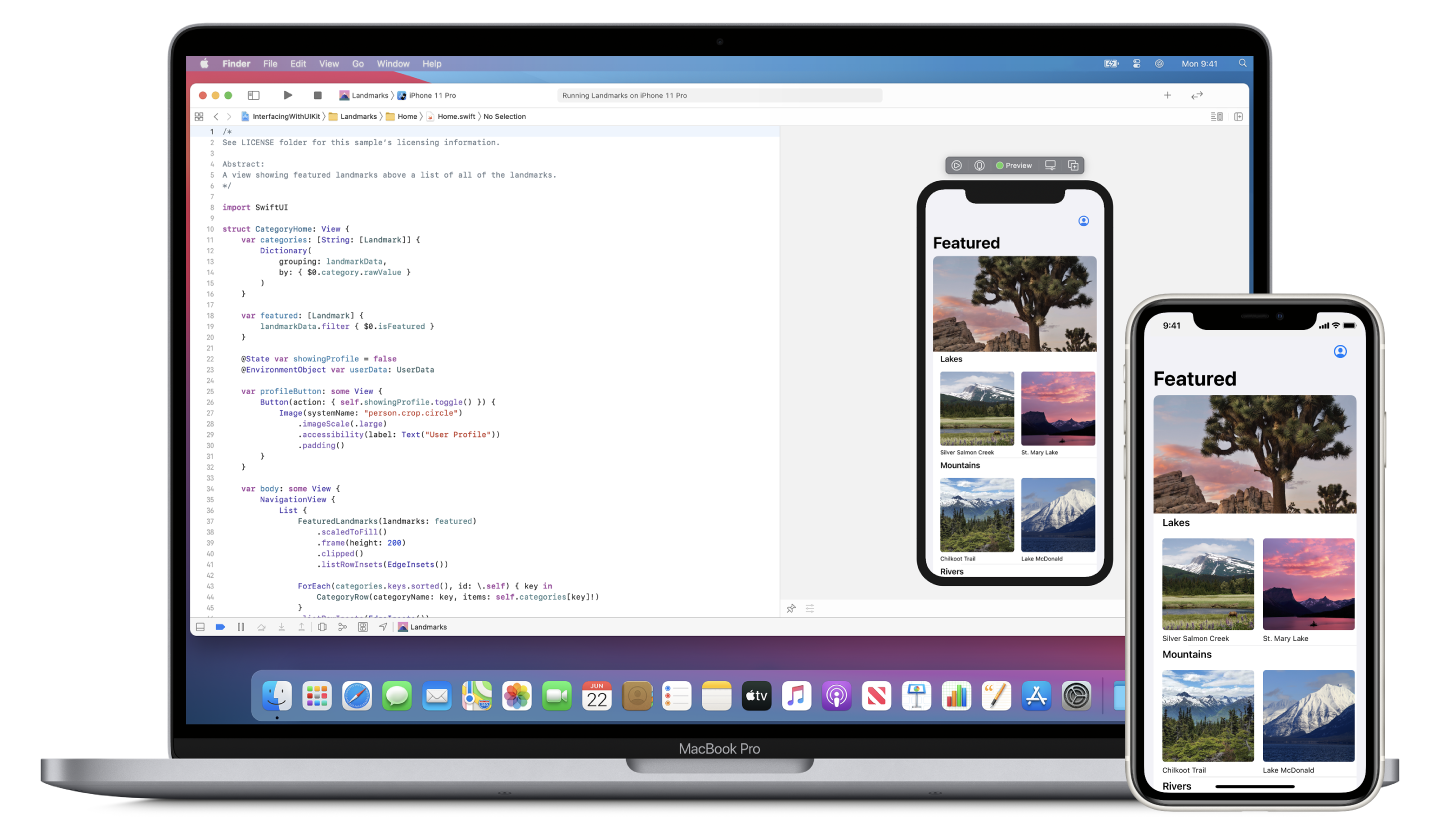 Finder File Edit View Go Window Help
Mon 9:41
Landmarks 〉 iPhone 11 Pro
Running Landmarks on iPhone 11 Pro
InterfacingWithUIKit 〉 Landmarks 〉 Home 〉 Home.swift 〉 No Selection
1 /*
2 See LICENSE folder for this sample's licensing information.
3
4 Abstract:
5 A view showing featured landmarks above a list of all of the landmarks.
6 */
7
8 import SwiftUI
9
10 struct CategoryHome: View {
11 var categories: [String: [Landmark]] {
12 Dictionary(
13 grouping: landmarkData,
14 by: { $0.category.rawValue }
15 )
16 }
17
18 var featured: [Landmark] {
19 landmarkData.filter { $0.isFeatured }
20 }
21
22 @State var showingProfile = false
23 @EnvironmentObject var userData: UserData
24
25 var profileButton: some View {
26 Button(action: { self.showingProfile.toggle() }) {
27 Image(systemName: "person.crop.circle")
28 .imageScale(.large)
29 .accessibility(label: Text("User Profile"))
30 .padding()
31 }
32 }
33
34 var body: some View {
35 NavigationView {
36 List {
37 FeaturedLandmarks(landmarks: featured)
38 .scaledToFill()
39 .frame(height: 200)
40 .clipped()
41 .listRowInsets(EdgeInsets())
42
43 ForEach(categories.keys.sorted(), id: \.self) { key in
44 CategoryRow(categoryName: key, items: self.categories[key]!)
45 }
Landmarks
Preview
Featured
Lakes
Silver Salmon Creek St. Mary Lake
Mountains
Chilkoot Trail Lake McDonald
Rivers
JUN
22
tv
MacBook Pro
9:41
Featured
Lakes
Silver Salmon Creek St. Mary Lake
Mountains
Chilkoot Trail Lake McDonald
Rivers